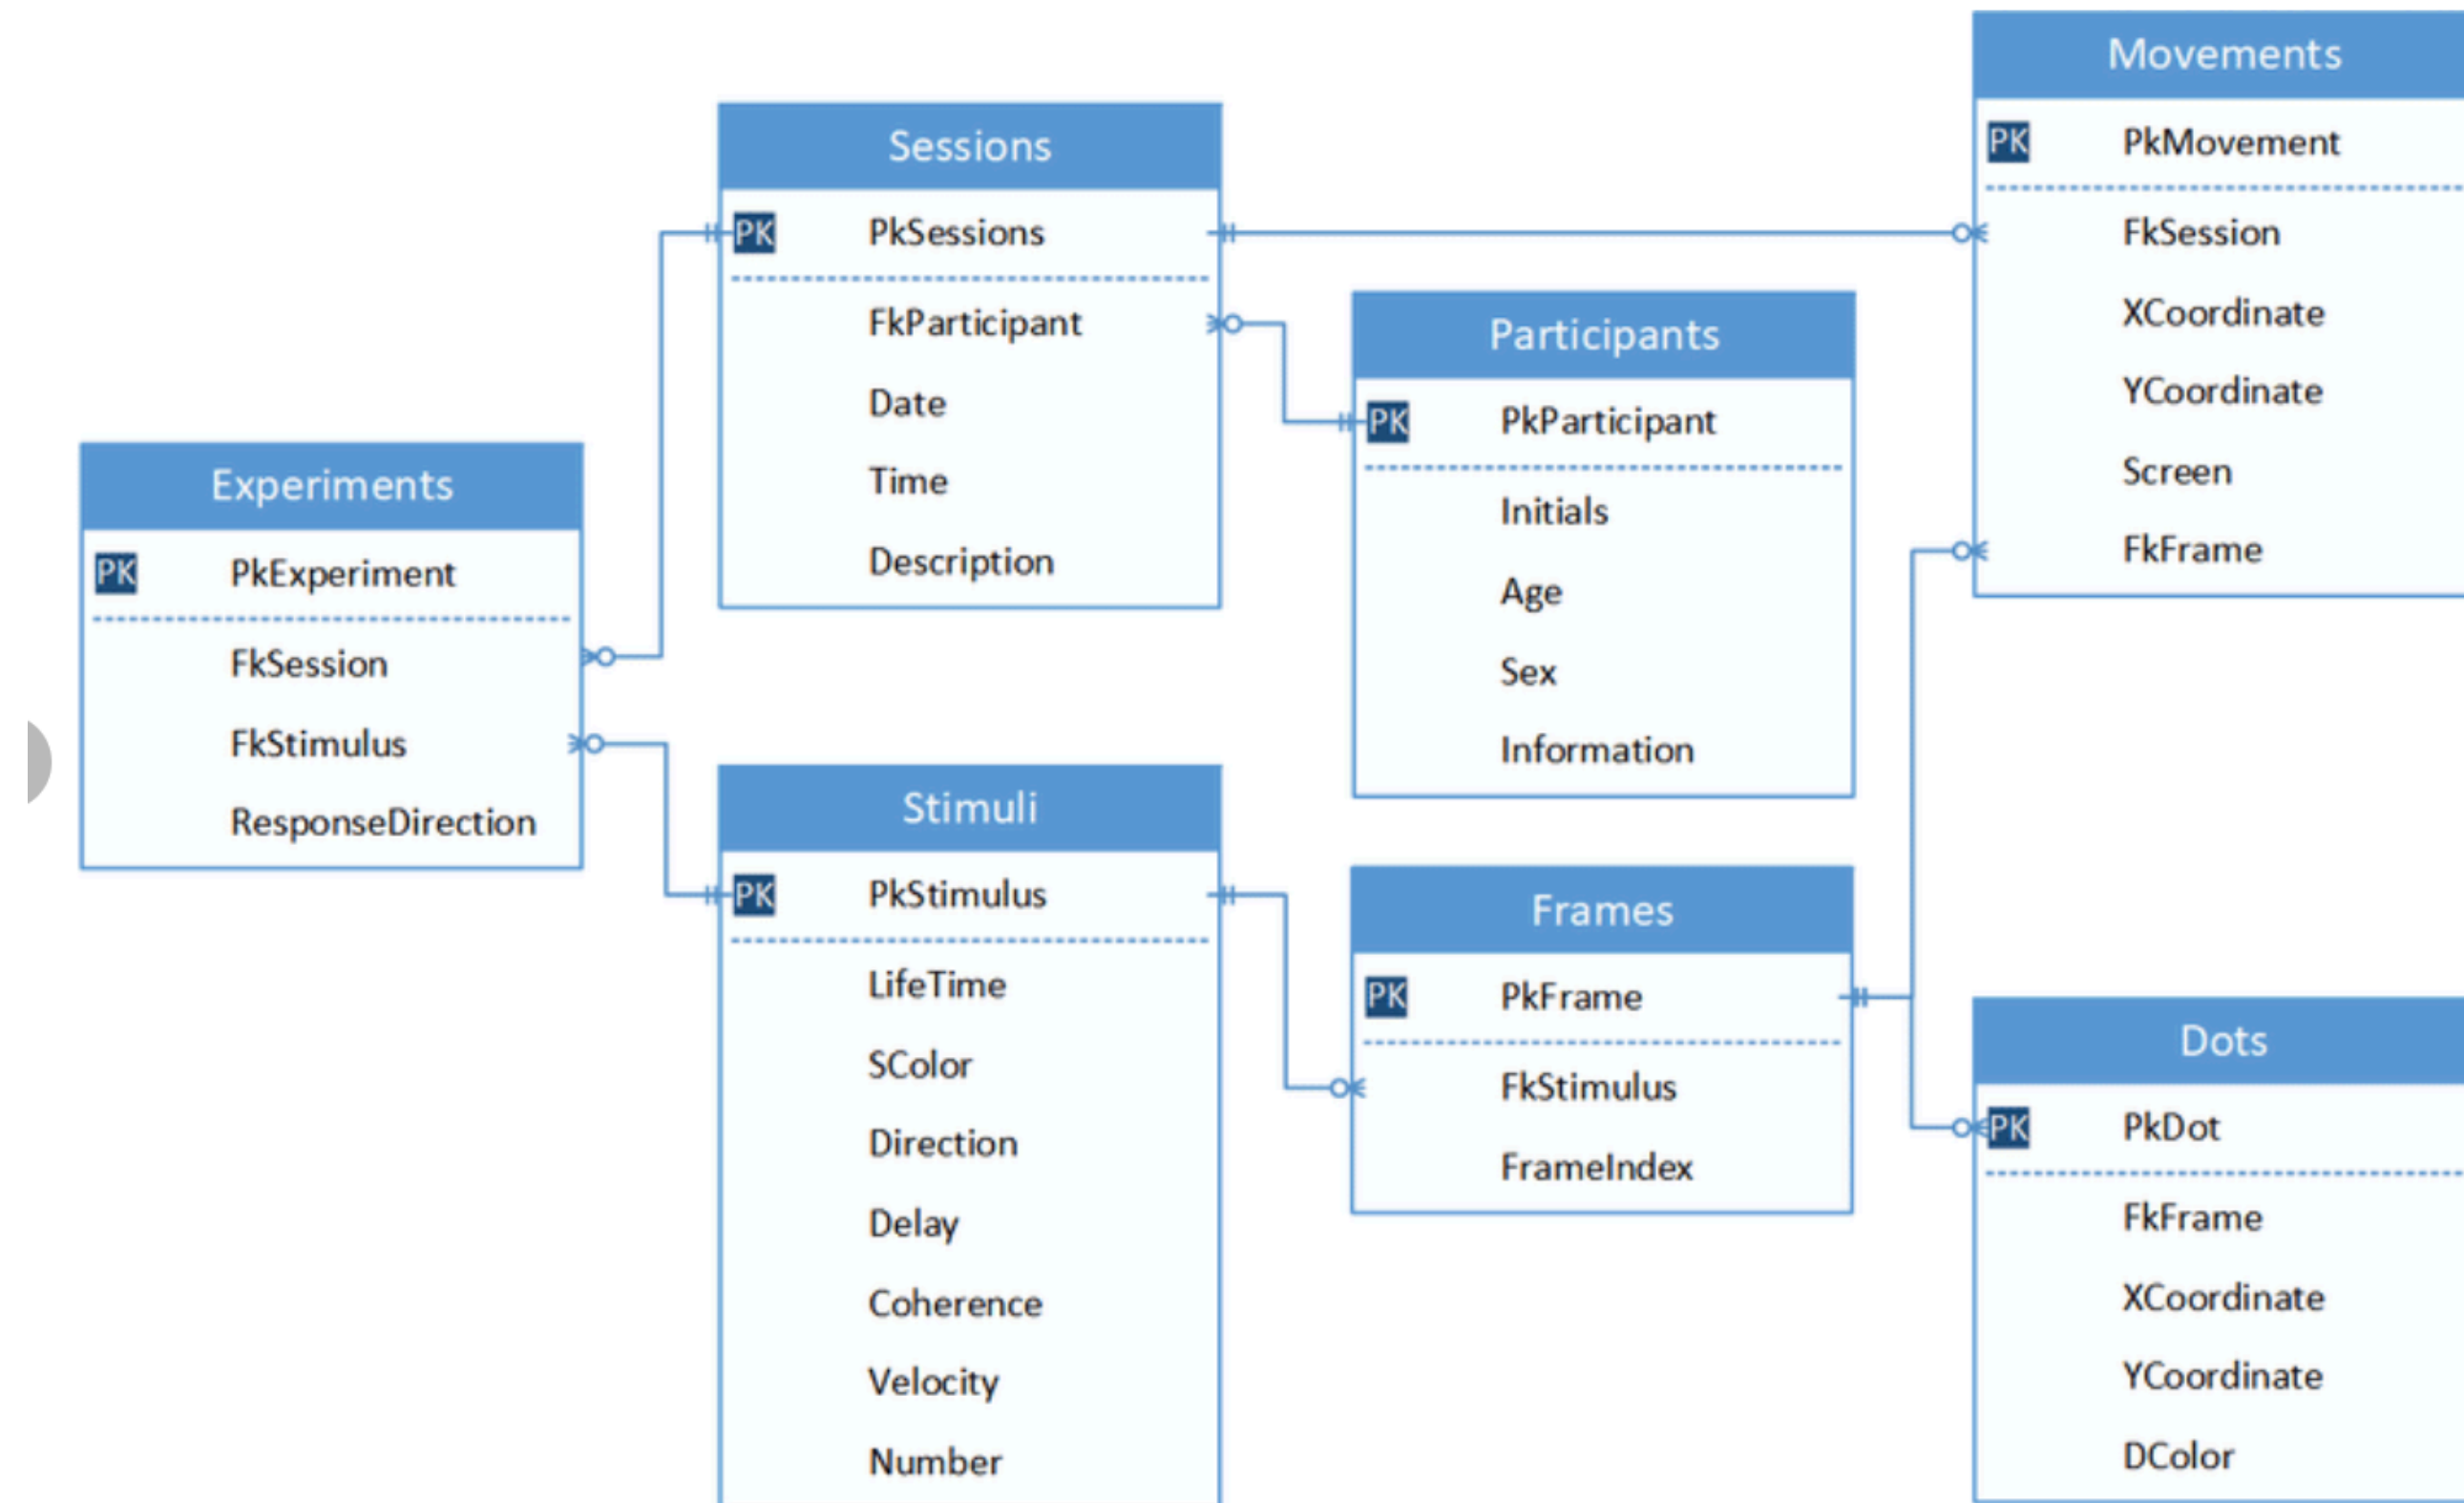 Movements
PK PkMovement
FkSession
XCoordinate
YCoordinate
Screen
FkFrame
Sessions
PK PkSessions
FkParticipant
Date
Time
Description
Participants
PK PkParticipant
Initials
Age
Sex
Information
Experiments
PK PkExperiment
FkSession
FkStimulus
ResponseDirection
Stimuli
PK PkStimulus
LifeTime
SColor
Direction
Delay
Coherence
Velocity
Number
Frames
PK PkFrame
FkStimulus
FrameIndex
Dots
PK PkDot
FkFrame
XCoordinate
YCoordinate
DColor